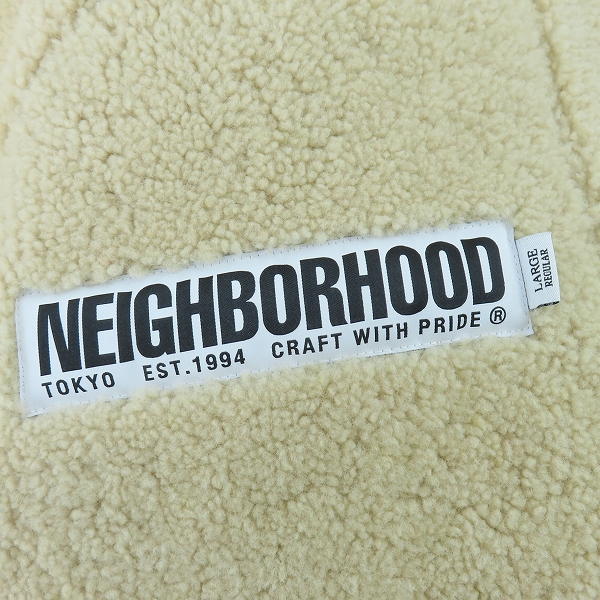 NEIGHBORHOOD
TOKYO EST.1994 CRAFT WITH PRIDE ®
LARGE
REGULAR